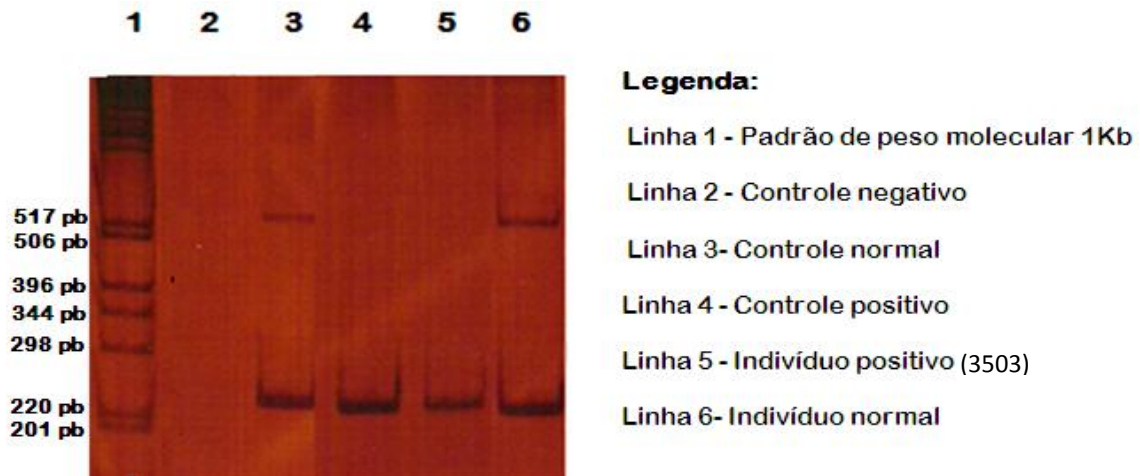 1 2 3 4 5 6
517 pb
506 pb
396 pb
344 pb
298 pb
220 pb
201 pb
Legenda:
Linha 1 - Padrão de peso molecular 1Kb
Linha 2 - Controle negativo
Linha 3- Controle normal
Linha 4 - Controle positivo
Linha 5 - Indivíduo positivo (3503)
Linha 6- Indivíduo normal